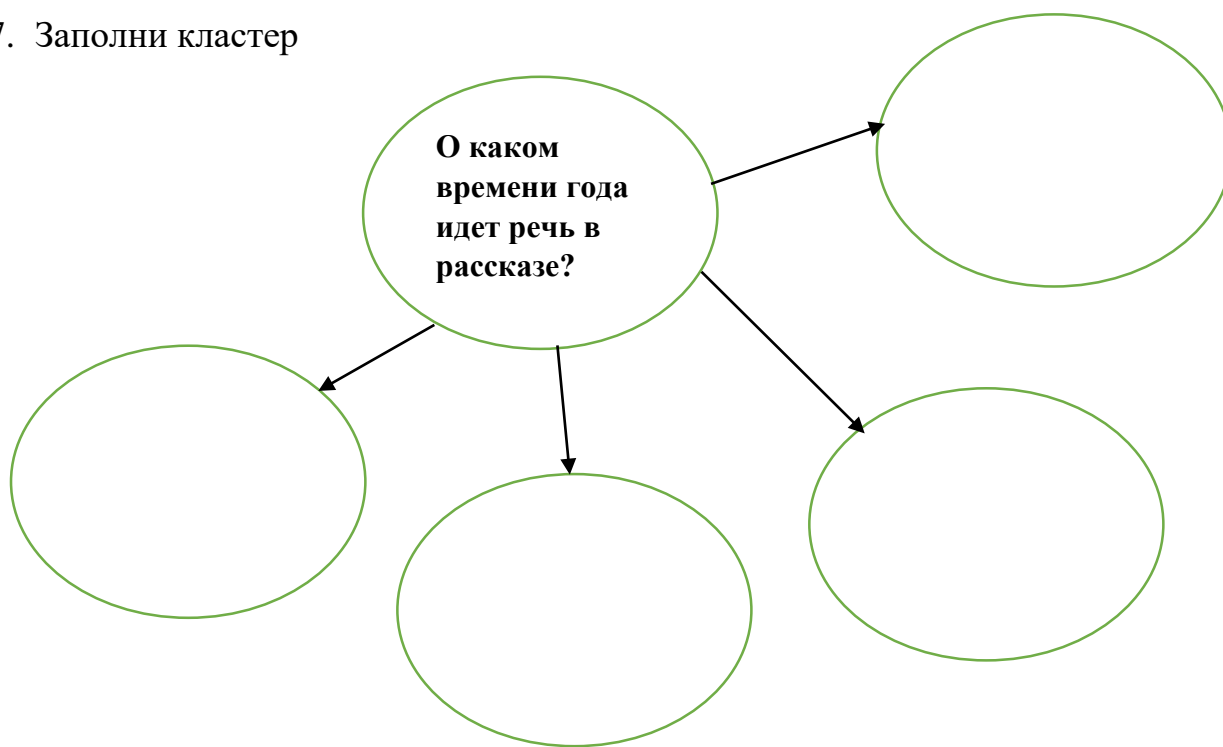 7. Заполни кластер
О каком
времени года
идет речь в
рассказе?